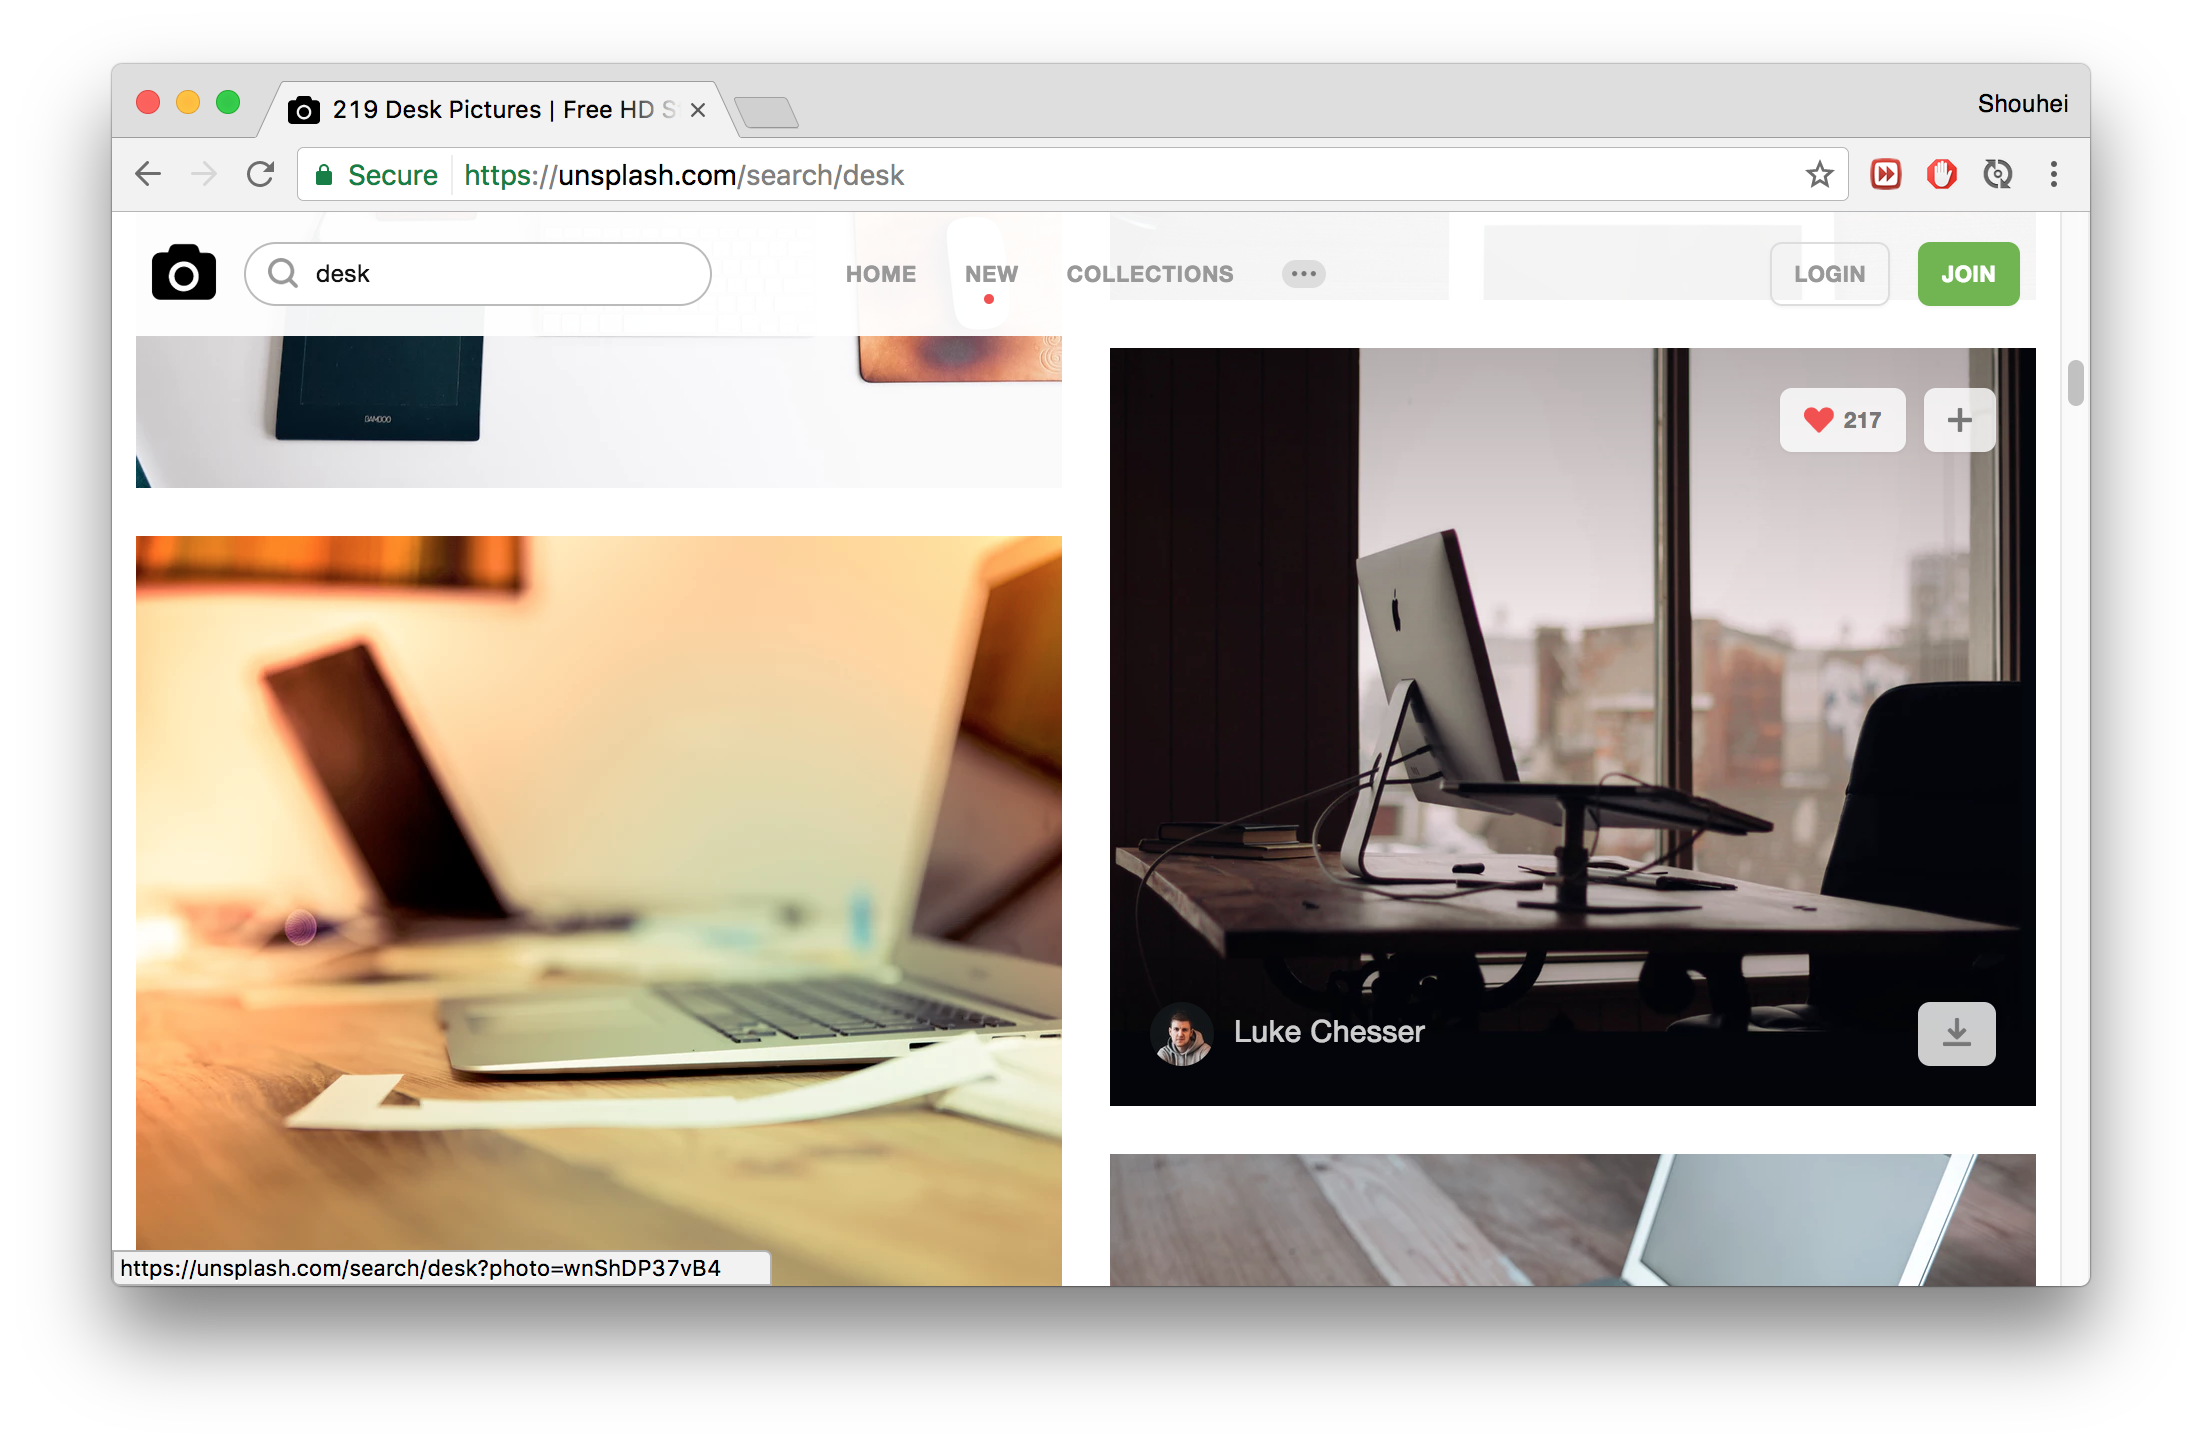 219 Desk Pictures | Free HD S
Shouhei
Secure
https://unsplash.com/search/desk
desk
HOME
NEW
COLLECTIONS
LOGIN
JOIN
BAMBOO
217
Luke Chesser
https://unsplash.com/search/desk?photo=wnShDP37vB4